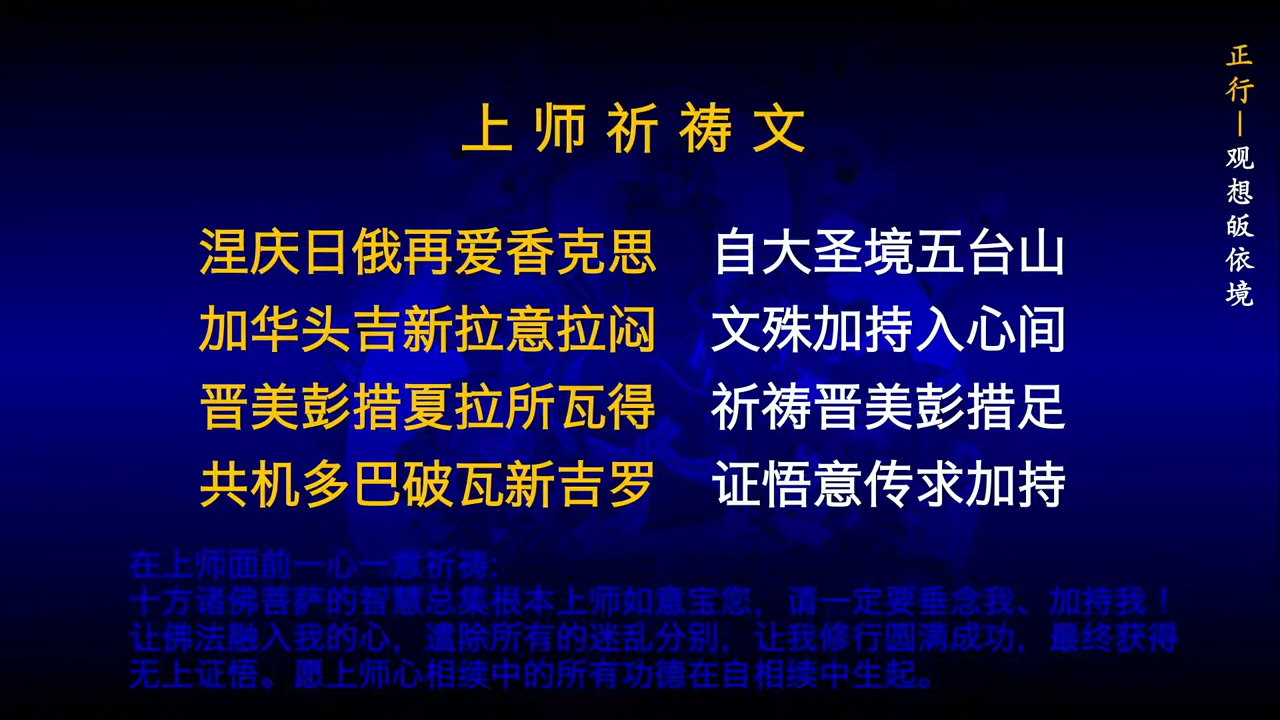 上师祈祷文
涅庆日俄再爱香克思 自大圣境五台山
加华头吉新拉意拉闷 文殊加持入心间
晋美彭措夏拉所瓦得 祈祷晋美彭措足
共机多巴破瓦新吉罗 证悟意传求加持
在上师面前一心一意祈祷:
十方诸佛菩萨的智慧总集根本上师如意宝您，请一定要垂念我、加持我！
让佛法融入我的心，遣除所有的迷乱分别，让我修行圆满成功，最终获得
无上证悟。愿上师心相续中的所有功德在自相续中生起。
正行—观想皈依境